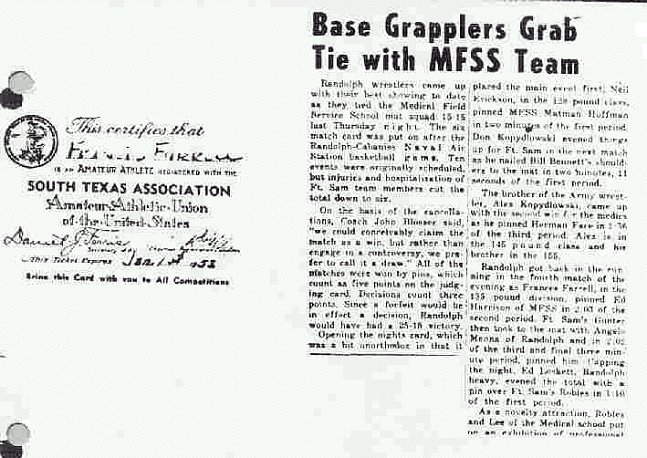 This certifies that
Francis Farrell
IS AN AMATEUR ATHLETE REGISTERED WITH THE
SOUTH TEXAS ASSOCIATION
Amateur Athletic Union
of the United States
Daniel J. Ferris
This Ticket Expires 1953
Bring this Card with you to All Competitions
Base Grapplers Grab
Tie with MFSS Team
Randolph wrestlers came up
with their best showing to date
as they tied the Medical Field
Service School mat squad 15-15
last Thursday night. The six
match card was put on after the
Randolph-Cabaniss Naval Air
Station basketball game. Ten
events were originally scheduled,
but injuries and hospitalization of
Ft. Sam team members cut the
total down to six.
On the basis of the cancella-
tions, Coach John Blosser said,
"we could conceivably claim the
match as a win, but rather than
engage in a controversy, we pre-
fer to call it a draw." All of the
matches were won by pins, which
count as five points on the judg-
ing card. Decisions count three
points. Since a forfeit would be
in effect a decision, Randolph
would have had a 25-15 victory.
Opening the nights card, which
was a bit unorthodox in that it
placed the main event first, Neil
Erickson, in the 128 pound class,
pinned MFSS Matman Hoffman
in two minutes of the first period.
Don Kopydlowski evened things
up for Ft. Sam in the next match
as he nailed Bill Bennett's should-
ers to the mat in two minutes, 11
seconds of the first period.
The brother of the Army wrest-
ler, Alex Kopydlowski, came up
with the second win for the medics
as he pinned Herman Fare in 1:36
of the third period. Alex is in
the 145 pound class and his
brother in the 155.
Randolph got back in the run-
ning in the fourth match of the
evening as Frances Farrell, in the
135 pound division, pinned Ed
Harrison of MFSS in 2:03 of the
second period. Ft. Sam's Gunter
then took to the mat with Angelo
Meona of Randolph and in 2:02
of the third and final three min-
ute period, pinned him. Capping
the night, Ed Lockett, Randolph
heavy, evened the total with a
pin over Ft. Sam's Robles in 1:10
of the first period.
As a novelty attraction, Robles
and Lee of the Medical school put
on an exhibition of professional